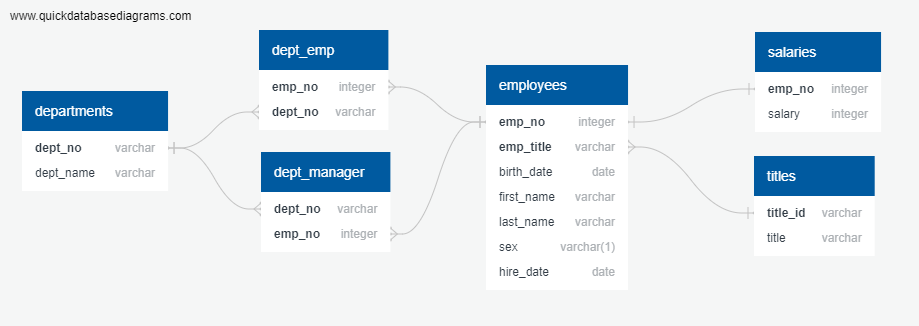 www.quickdatabasediagrams.com
departments
dept_no varchar
dept_name varchar
dept_emp
emp_no integer
dept_no varchar
dept_manager
dept_no varchar
emp_no integer
employees
emp_no integer
emp_title varchar
birth_date date
first_name varchar
last_name varchar
sex varchar(1)
hire_date date
salaries
emp_no integer
salary integer
titles
title_id varchar
title varchar